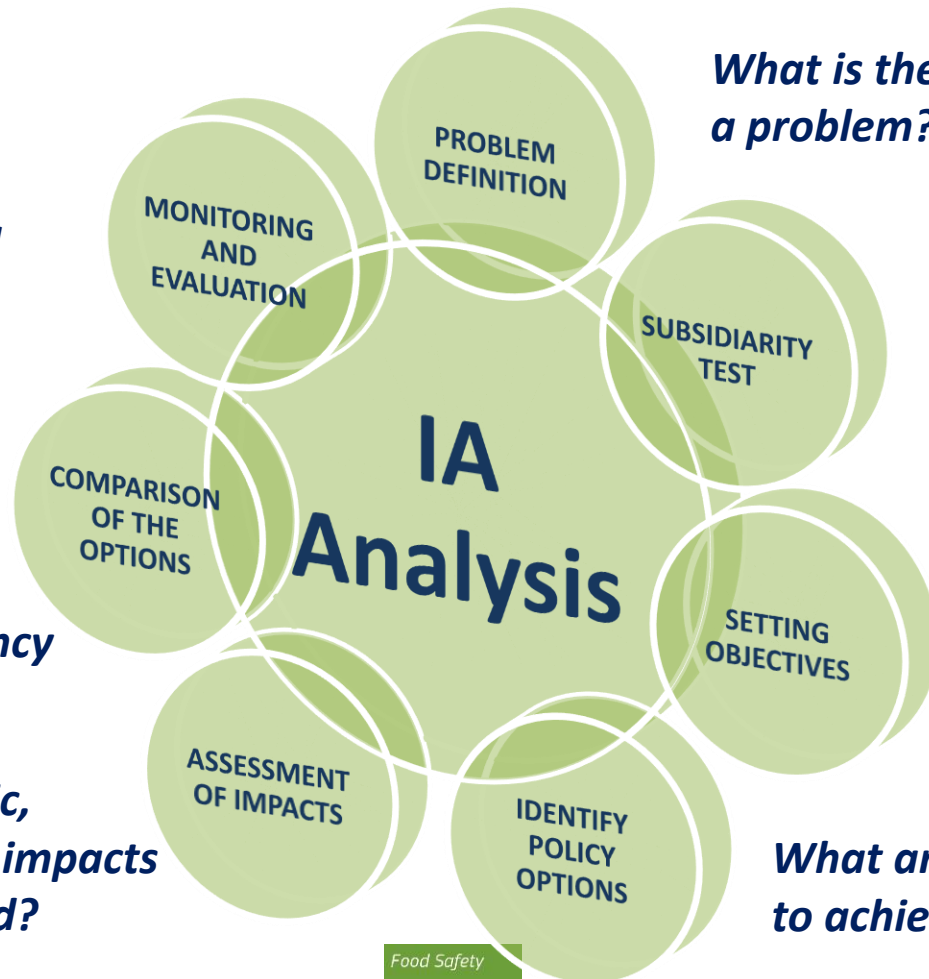 What is the
a problem?
PROBLEM
DEFINITION
MONITORING
AND
EVALUATION
SUBSIDIARITY
TEST
IA
Analysis
COMPARISON
OF THE
OPTIONS
SETTING
OBJECTIVES
ncy
ASSESSMENT
OF IMPACTS
ic,
impacts
d?
IDENTIFY
POLICY
OPTIONS
What ar
to achie
Food Safety